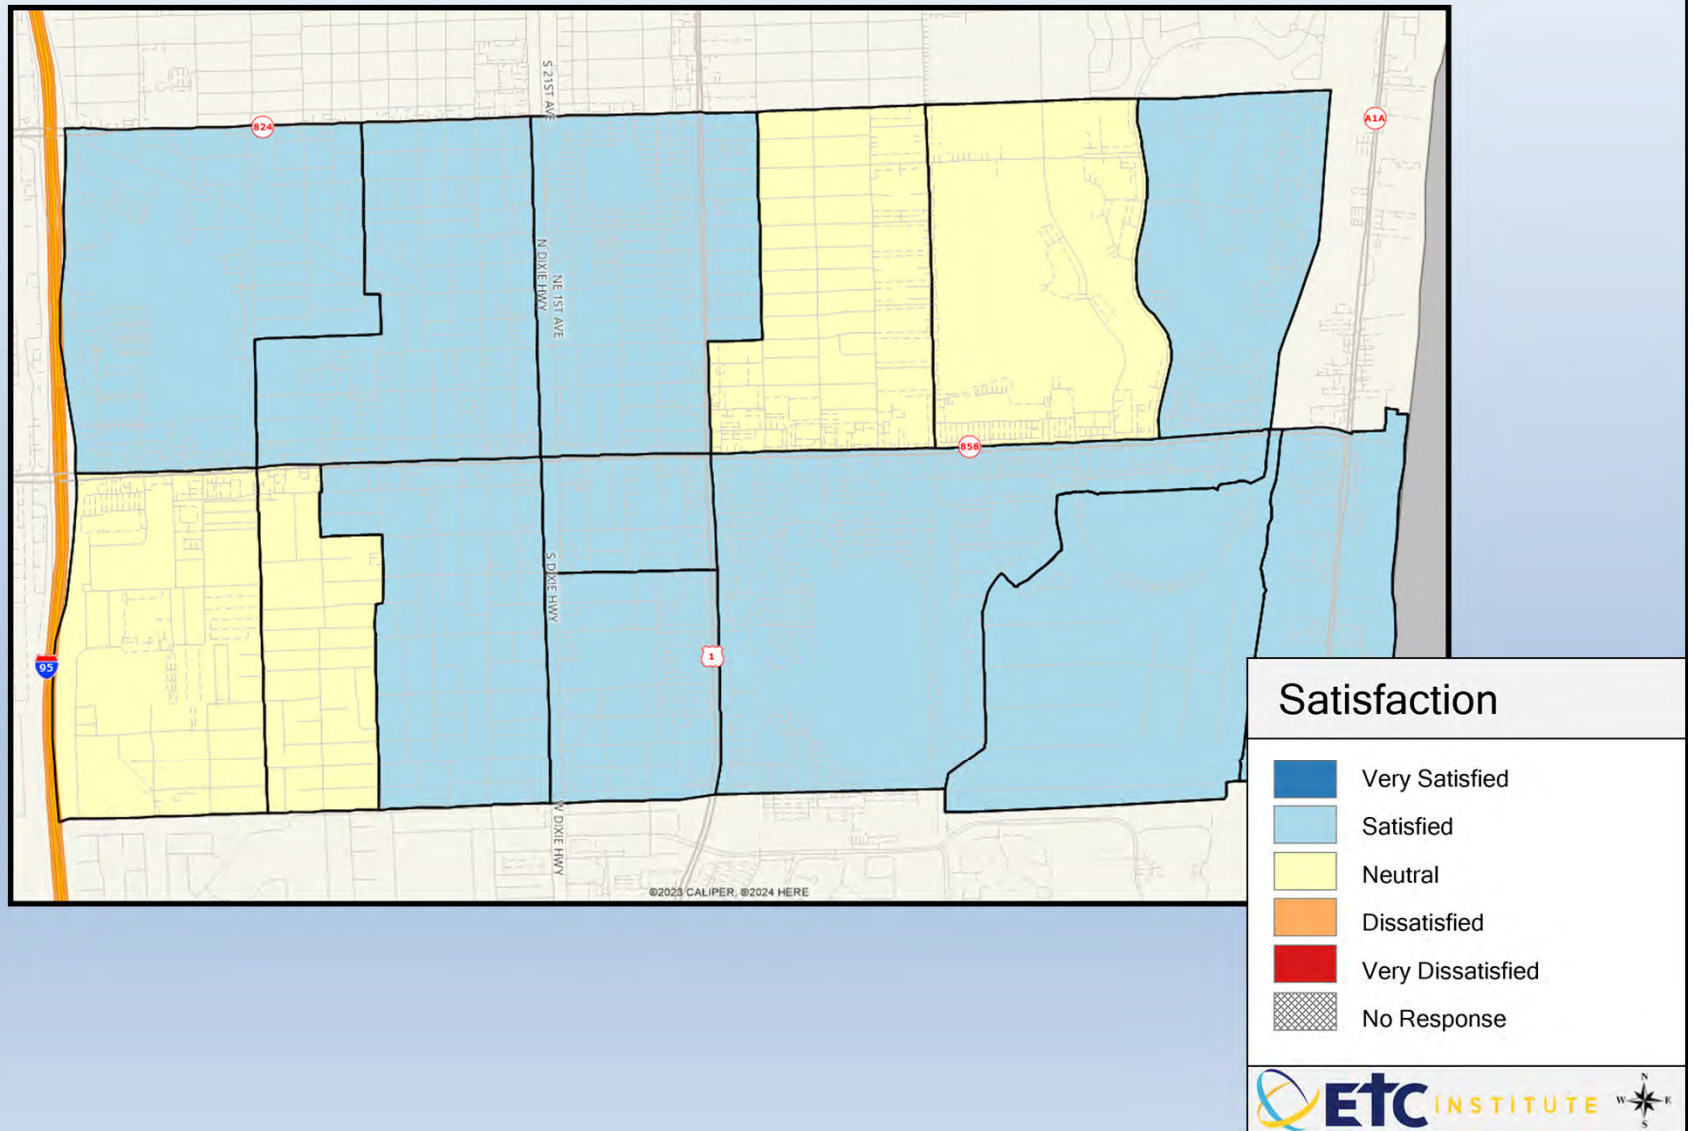 S 21ST AVE
A1A
824
N DIXIE HWY
NE 1ST AVE
858
S DIXIE HWY
1
95
W DIXIE HWY
©2023 CALIPER; ©2024 HERE
Satisfaction
Very Satisfied
Satisfied
Neutral
Dissatisfied
Very Dissatisfied
No Response
ETC INSTITUTE
N
W E
S